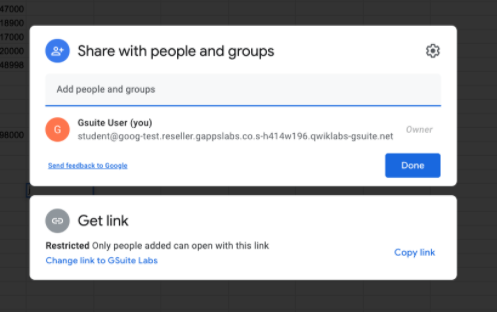 47000
18900
17000
20000
48998
98000
Share with people and groups
Add people and groups
G
Gsuite User (you)
student@goog-test.reseller.gappslabs.co.s-h414w196.qwiklabs-gsuite.net
Owner
Send feedback to Google
Done
Get link
Restricted Only people added can open with this link
Change link to GSuite Labs
Copy link